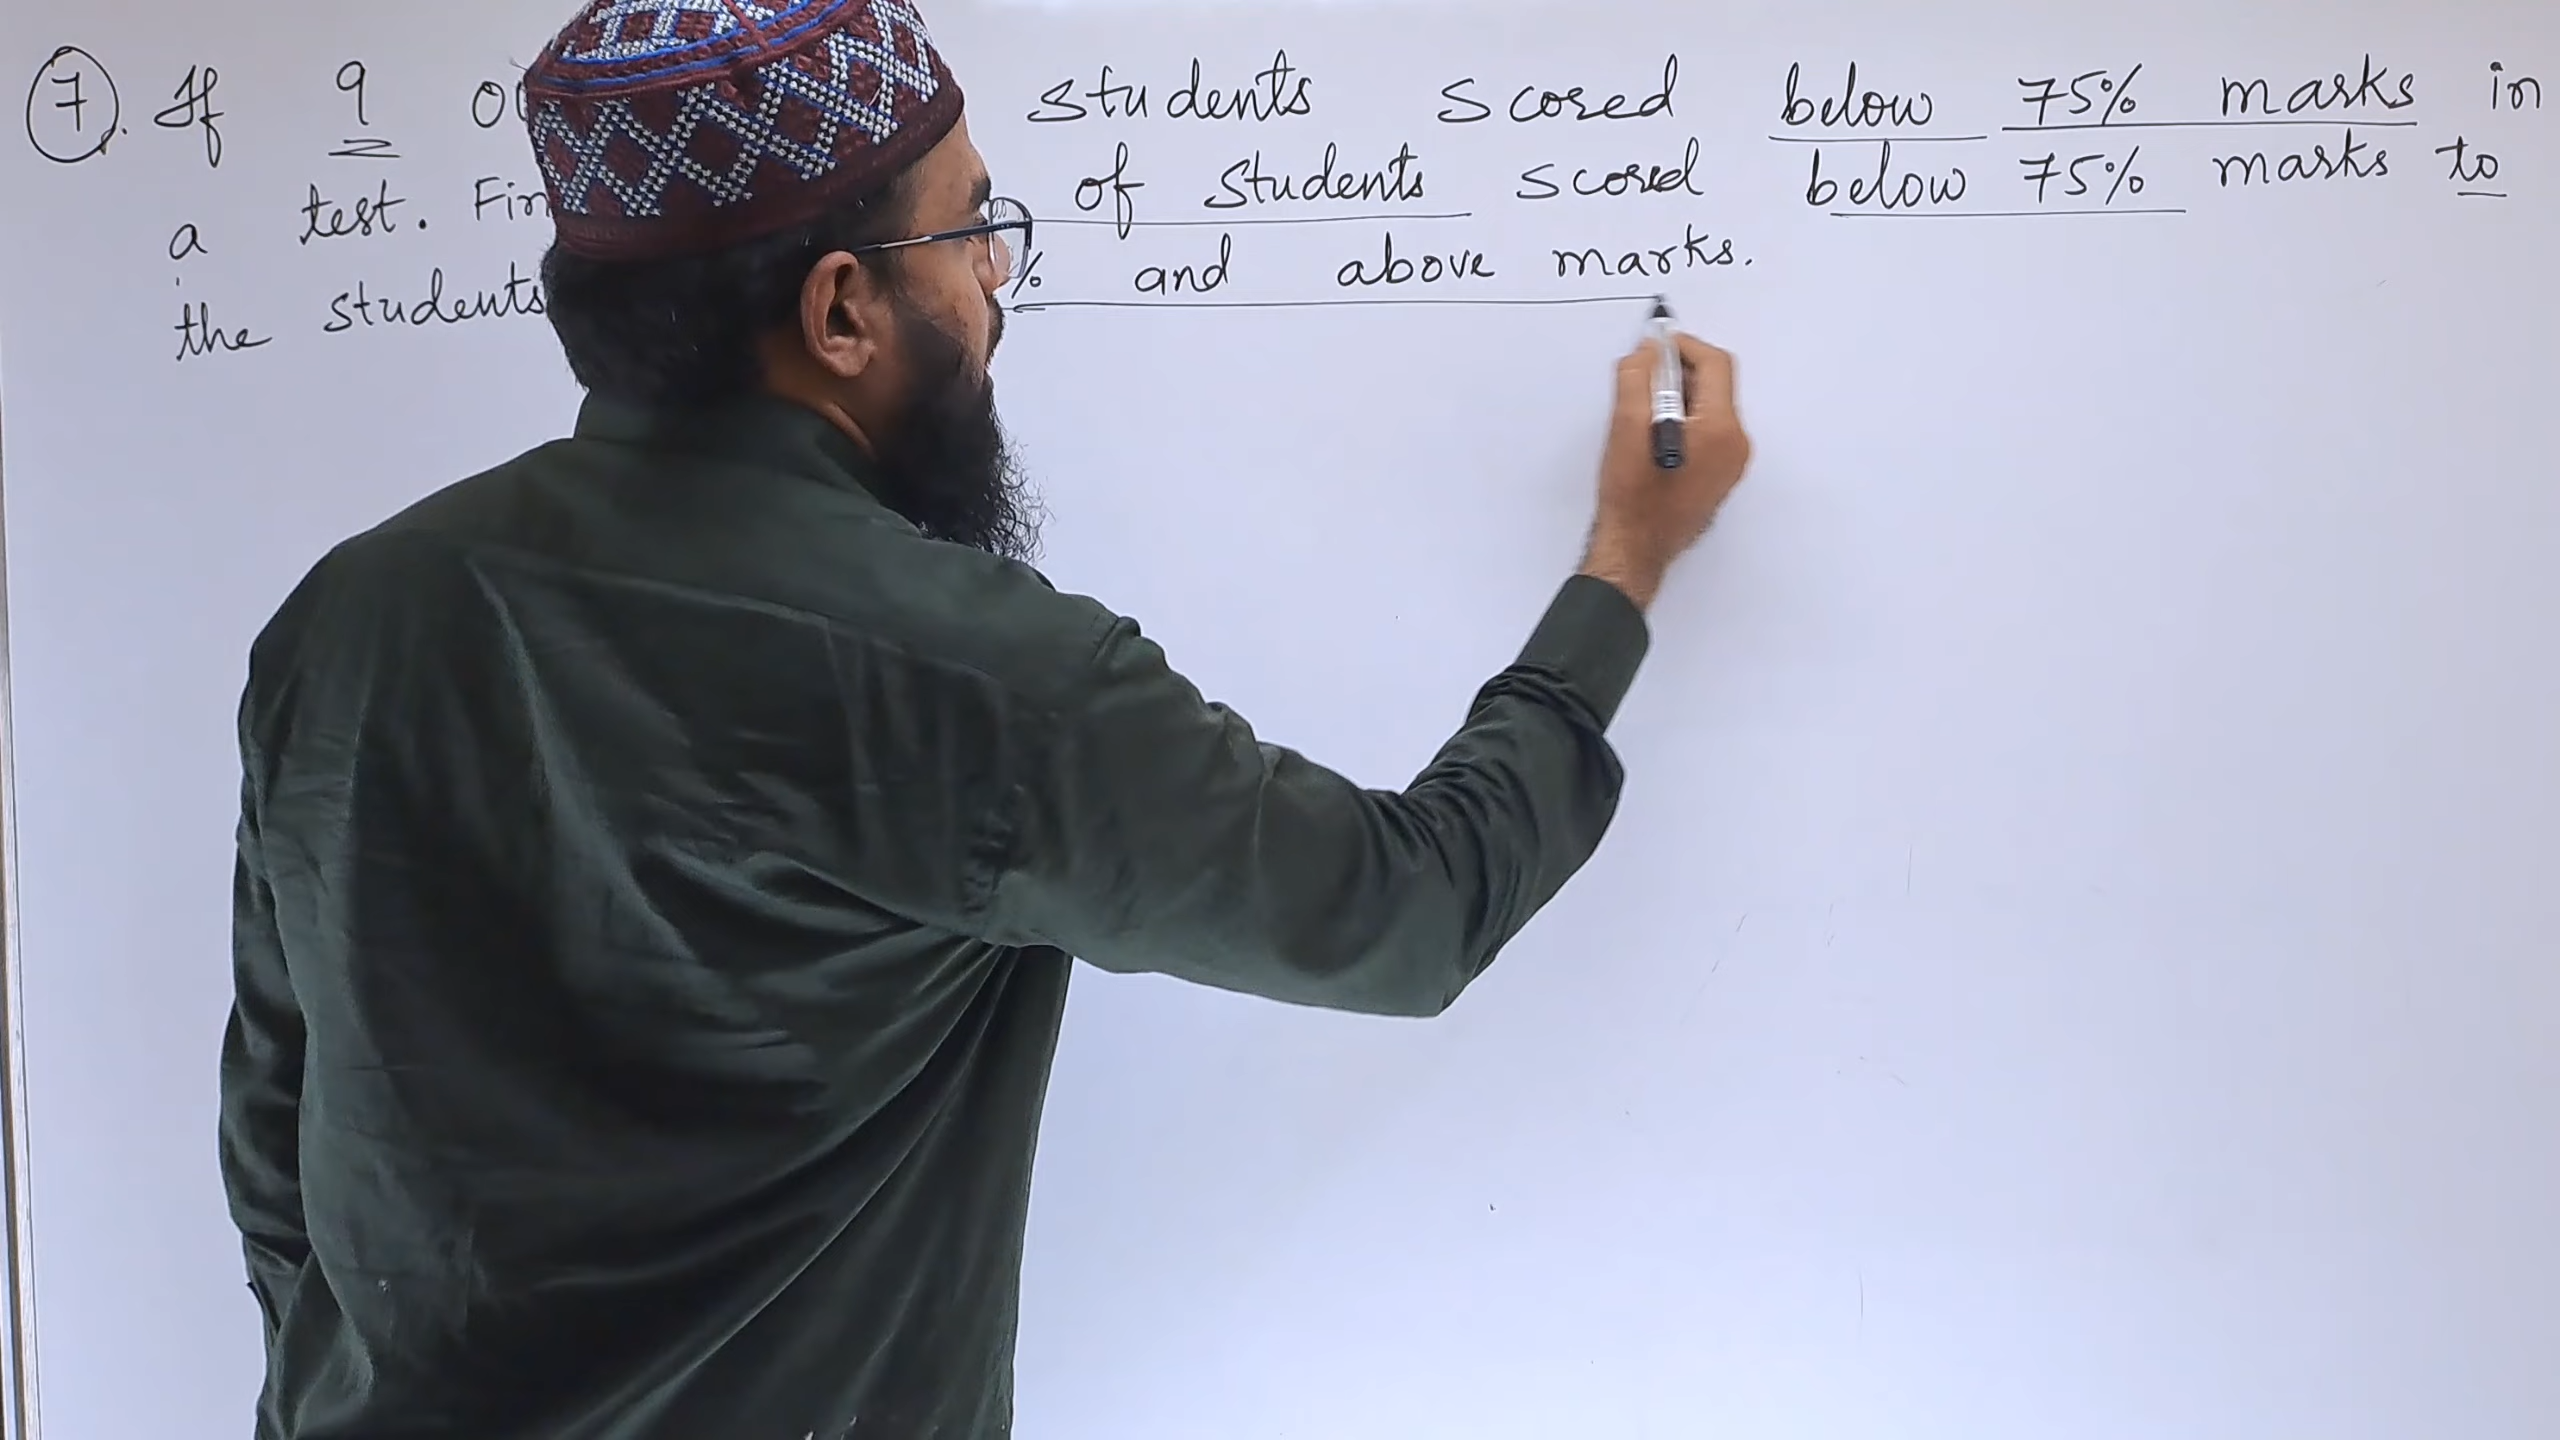 7. If 9 students scored below 75% marks in
a test. of students scored below 75% marks to
the students % and above marks.